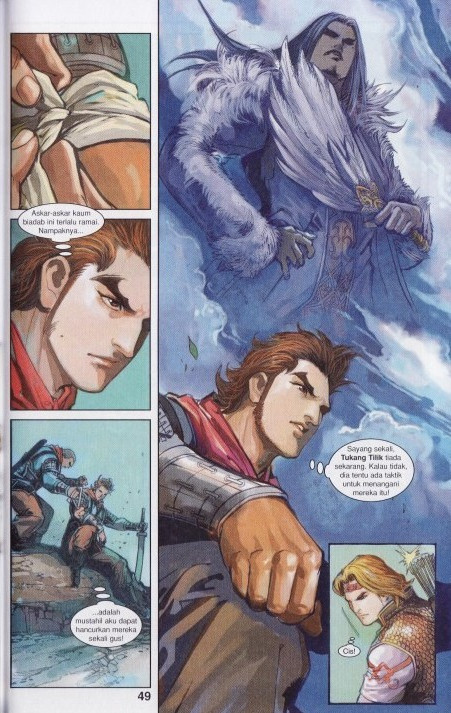 Askar-askar kaum
biadab ini terlalu ramai.
Nampaknya...
...adalah
mustahil aku dapat
hancurkan mereka
sekali gus!
Sayang sekali,
Tukang Tilik tiada
sekarang. Kalau tidak,
dia tentu ada taktik
untuk menangani
mereka itu!
Cis!
49